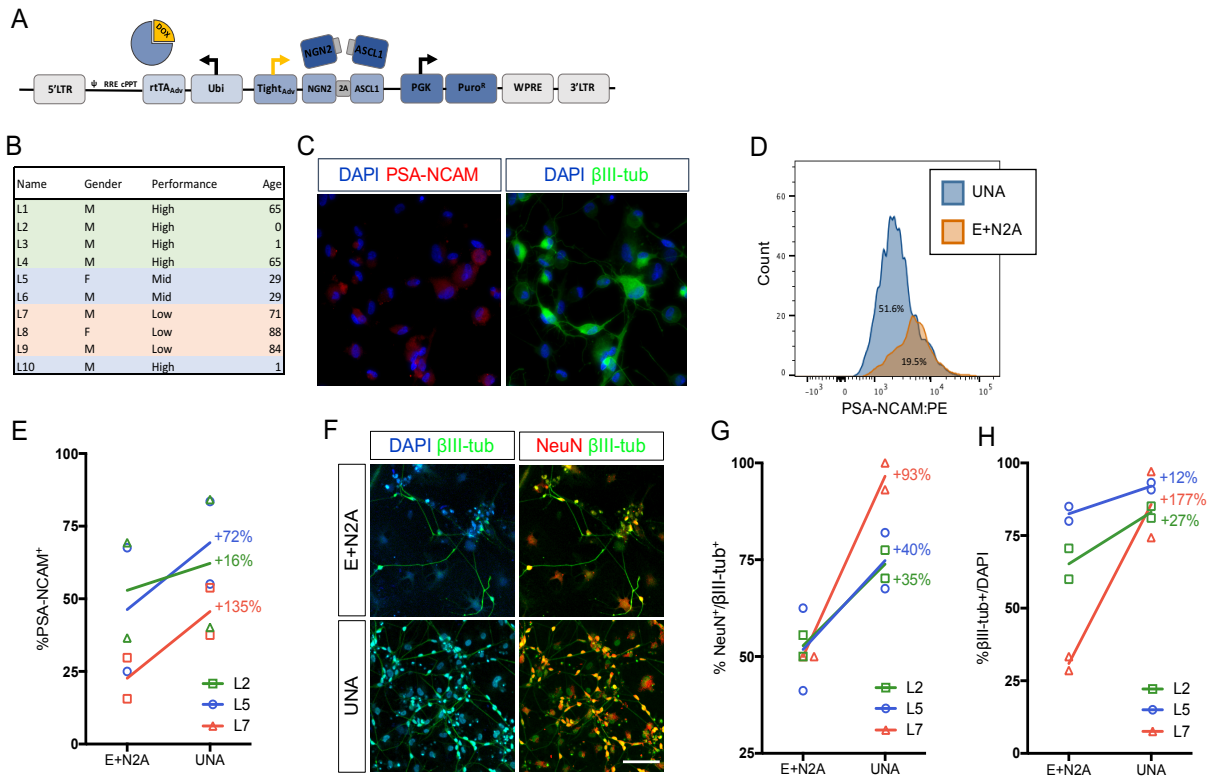 A
DOX
NGN2 ASCL1
5'LTR ψ RRE cPPT rtTAAdv Ubi TightAdv NGN2 2A ASCL1 PGK PuroR WPRE 3'LTR
B
Name Gender Performance Age
L1 M High 65
L2 M High 0
L3 M High 1
L4 M High 65
L5 F Mid 29
L6 M Mid 29
L7 M Low 71
L8 F Low 88
L9 M Low 84
L10 M High 1
C
DAPI PSA-NCAM
DAPI βIII-tub
D
UNA
E+N2A
Count
80
60
40
20
0
51.6%
19.5%
-10³ 0 10³ 10⁴ 10⁵
PSA-NCAM:PE
E
%PSA-NCAM⁺
100
75
50
25
0
+72%
+16%
+135%
L2
L5
L7
E+N2A UNA
F
DAPI βIII-tub
NeuN βIII-tub
E+N2A
UNA
G
% NeuN⁺/βIII-tub⁺
100
75
50
25
+93%
+40%
+35%
L2
L5
L7
E+N2A UNA
H
%βIII-tub+/DAPI
100
75
50
25
0
+12%
+177%
+27%
L2
L5
L7
E+N2A UNA